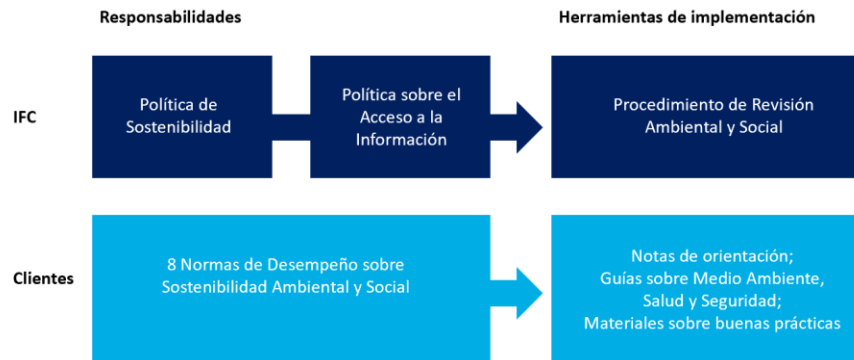 Responsabilidades
Herramientas de implementación
IFC
Política de
Sostenibilidad
Política sobre el
Acceso a la
Información
Procedimiento de Revisión
Ambiental y Social
Clientes
8 Normas de Desempeño sobre
Sostenibilidad Ambiental y Social
Notas de orientación;
Guías sobre Medio Ambiente,
Salud y Seguridad;
Materiales sobre buenas prácticas